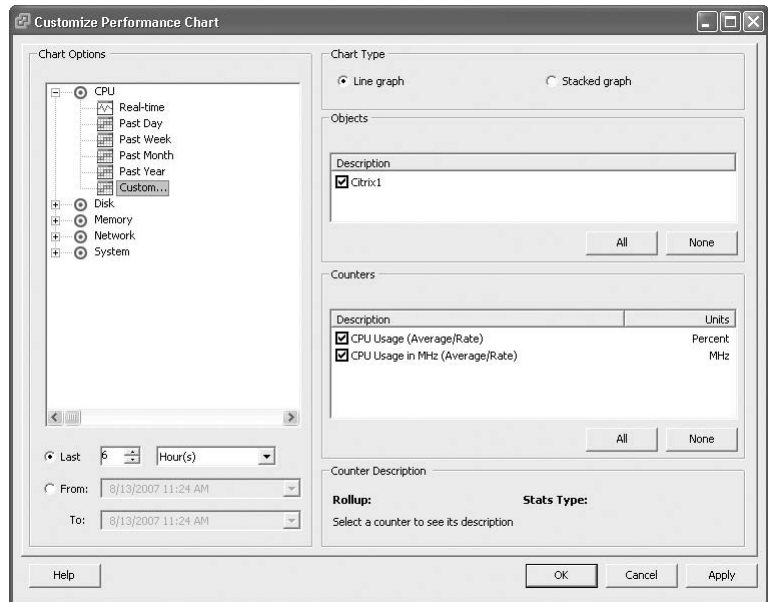 Customize Performance Chart
Chart Options
CPU
Real-time
Past Day
Past Week
Past Month
Past Year
Custom...
Disk
Memory
Network
System
Last 6 Hour(s)
From: 8/13/2007 11:24 AM
To: 8/13/2007 11:24 AM
Chart Type
Line graph Stacked graph
Objects
Description
Citrix1
All None
Counters
Description Units
CPU Usage (Average/Rate) Percent
CPU Usage in MHz (Average/Rate) MHz
All None
Counter Description
Rollup: Stats Type:
Select a counter to see its description
Help OK Cancel Apply